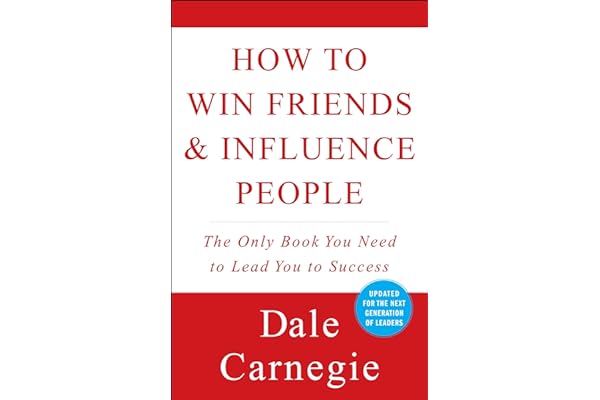 HOW TO
WIN FRIENDS
& INFLUENCE
PEOPLE
The Only Book You Need
to Lead You to Success
UPDATED
FOR THE NEXT
GENERATION
OF LEADERS
Dale
Carnegie